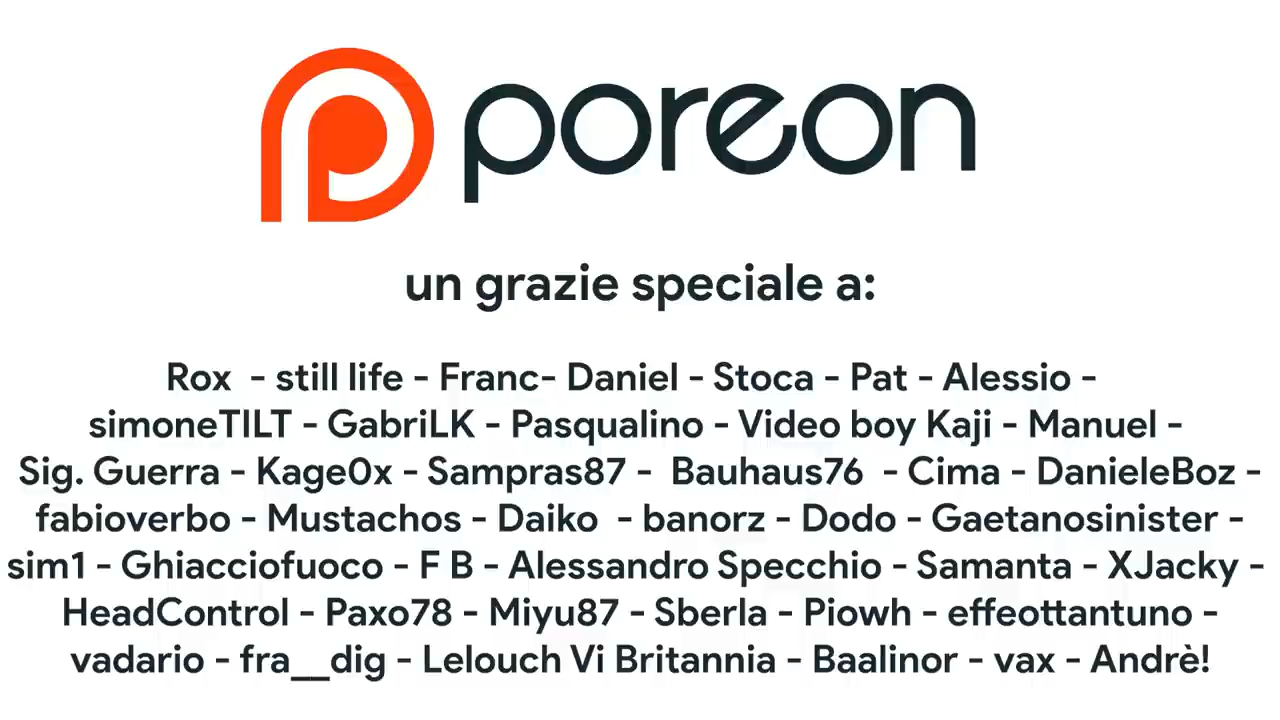 poreon
un grazie speciale a:
Rox - still life - Franc- Daniel - Stoca - Pat - Alessio -
simoneTILT - GabriLK - Pasqualino - Video boy Kaji - Manuel -
Sig. Guerra - Kage0x - Sampras87 - Bauhaus76 - Cima - DanieleBoz -
fabioverbo - Mustachos - Daiko - banorz - Dodo - Gaetanosinister -
sim1 - Ghiacciofuoco - F B - Alessandro Specchio - Samanta - XJacky -
HeadControl - Paxo78 - Miyu87 - Sberla - Piowh - effeottantuno -
vadario - fra__dig - Lelouch Vi Britannia - Baalinor - vax - Andrè!